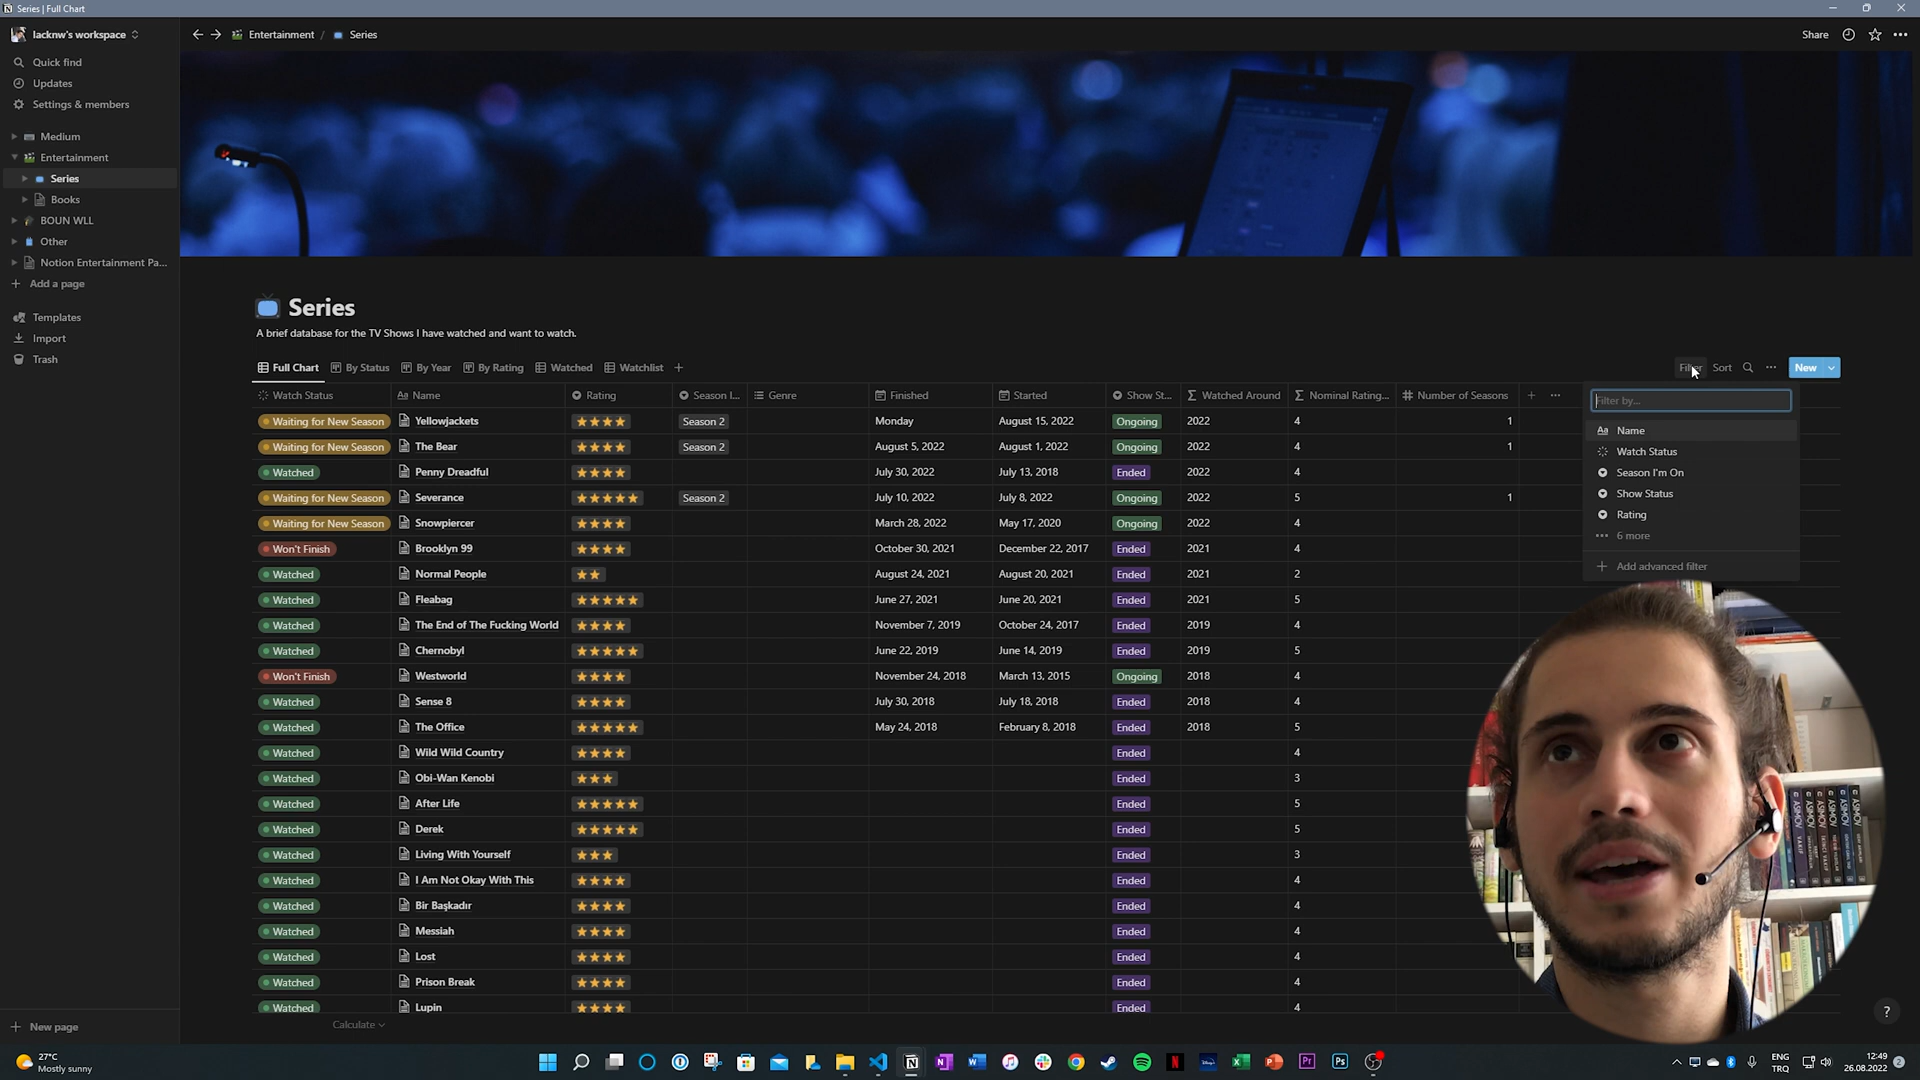 Series | Full Chart
lacknw's workspace
Entertainment / Series
Share
Quick find
Updates
Settings & members
Medium
Entertainment
Series
Books
BOUN WLL
Other
Notion Entertainment Pa...
Add a page
Templates
Import
Trash
New page
Series
A brief database for the TV Shows I have watched and want to watch.
Full Chart By Status By Year By Rating Watched Watchlist
Filter Sort New
Watch Status Aa Name Rating Season I... Genre Finished Started Show St... Σ Watched Around Σ Nominal Rating... # Number of Seasons
Waiting for New Season Yellowjackets ★★★★ Season 2 Monday August 15, 2022 Ongoing 2022 4 1
Waiting for New Season The Bear ★★★★ Season 2 August 5, 2022 August 1, 2022 Ongoing 2022 4 1
Watched Penny Dreadful ★★★★ July 30, 2022 July 13, 2018 Ended 2022 4
Waiting for New Season Severance ★★★★★ Season 2 July 10, 2022 July 8, 2022 Ongoing 2022 5 1
Waiting for New Season Snowpiercer ★★★★ March 28, 2022 May 17, 2020 Ongoing 2022 4
Won't Finish Brooklyn 99 ★★★★ October 30, 2021 December 22, 2017 Ended 2021 4
Watched Normal People ★★ August 24, 2021 August 20, 2021 Ended 2021 2
Watched Fleabag ★★★★★ June 27, 2021 June 20, 2021 Ended 2021 5
Watched The End of The Fucking World ★★★★ November 7, 2019 October 24, 2017 Ended 2019 4
Watched Chernobyl ★★★★★ June 22, 2019 June 14, 2019 Ended 2019 5
Won't Finish Westworld ★★★★ November 24, 2018 March 13, 2015 Ongoing 2018 4
Watched Sense 8 ★★★★ July 30, 2018 July 18, 2018 Ended 2018 4
Watched The Office ★★★★★ May 24, 2018 February 8, 2018 Ended 2018 5
Watched Wild Wild Country ★★★★ Ended 4
Watched Obi-Wan Kenobi ★★★ Ended 3
Watched After Life ★★★★★ Ended 5
Watched Derek ★★★★★ Ended 5
Watched Living With Yourself ★★★ Ended 3
Watched I Am Not Okay With This ★★★★ Ended 4
Watched Bir Başkadır ★★★★ Ended 4
Watched Messiah ★★★★ Ended 4
Watched Lost ★★★★ Ended 4
Watched Prison Break ★★★★ Ended 4
Watched Lupin ★★★★ Ended 4
Calculate
Filter by...
Aa Name
Watch Status
Season I'm On
Show Status
Rating
6 more
Add advanced filter
ASIMOV ASIMOV ASIMOV ASIMOV ASIMOV
?
27°C
Mostly sunny
ENG
TRQ
12:49
26.08.2022
2